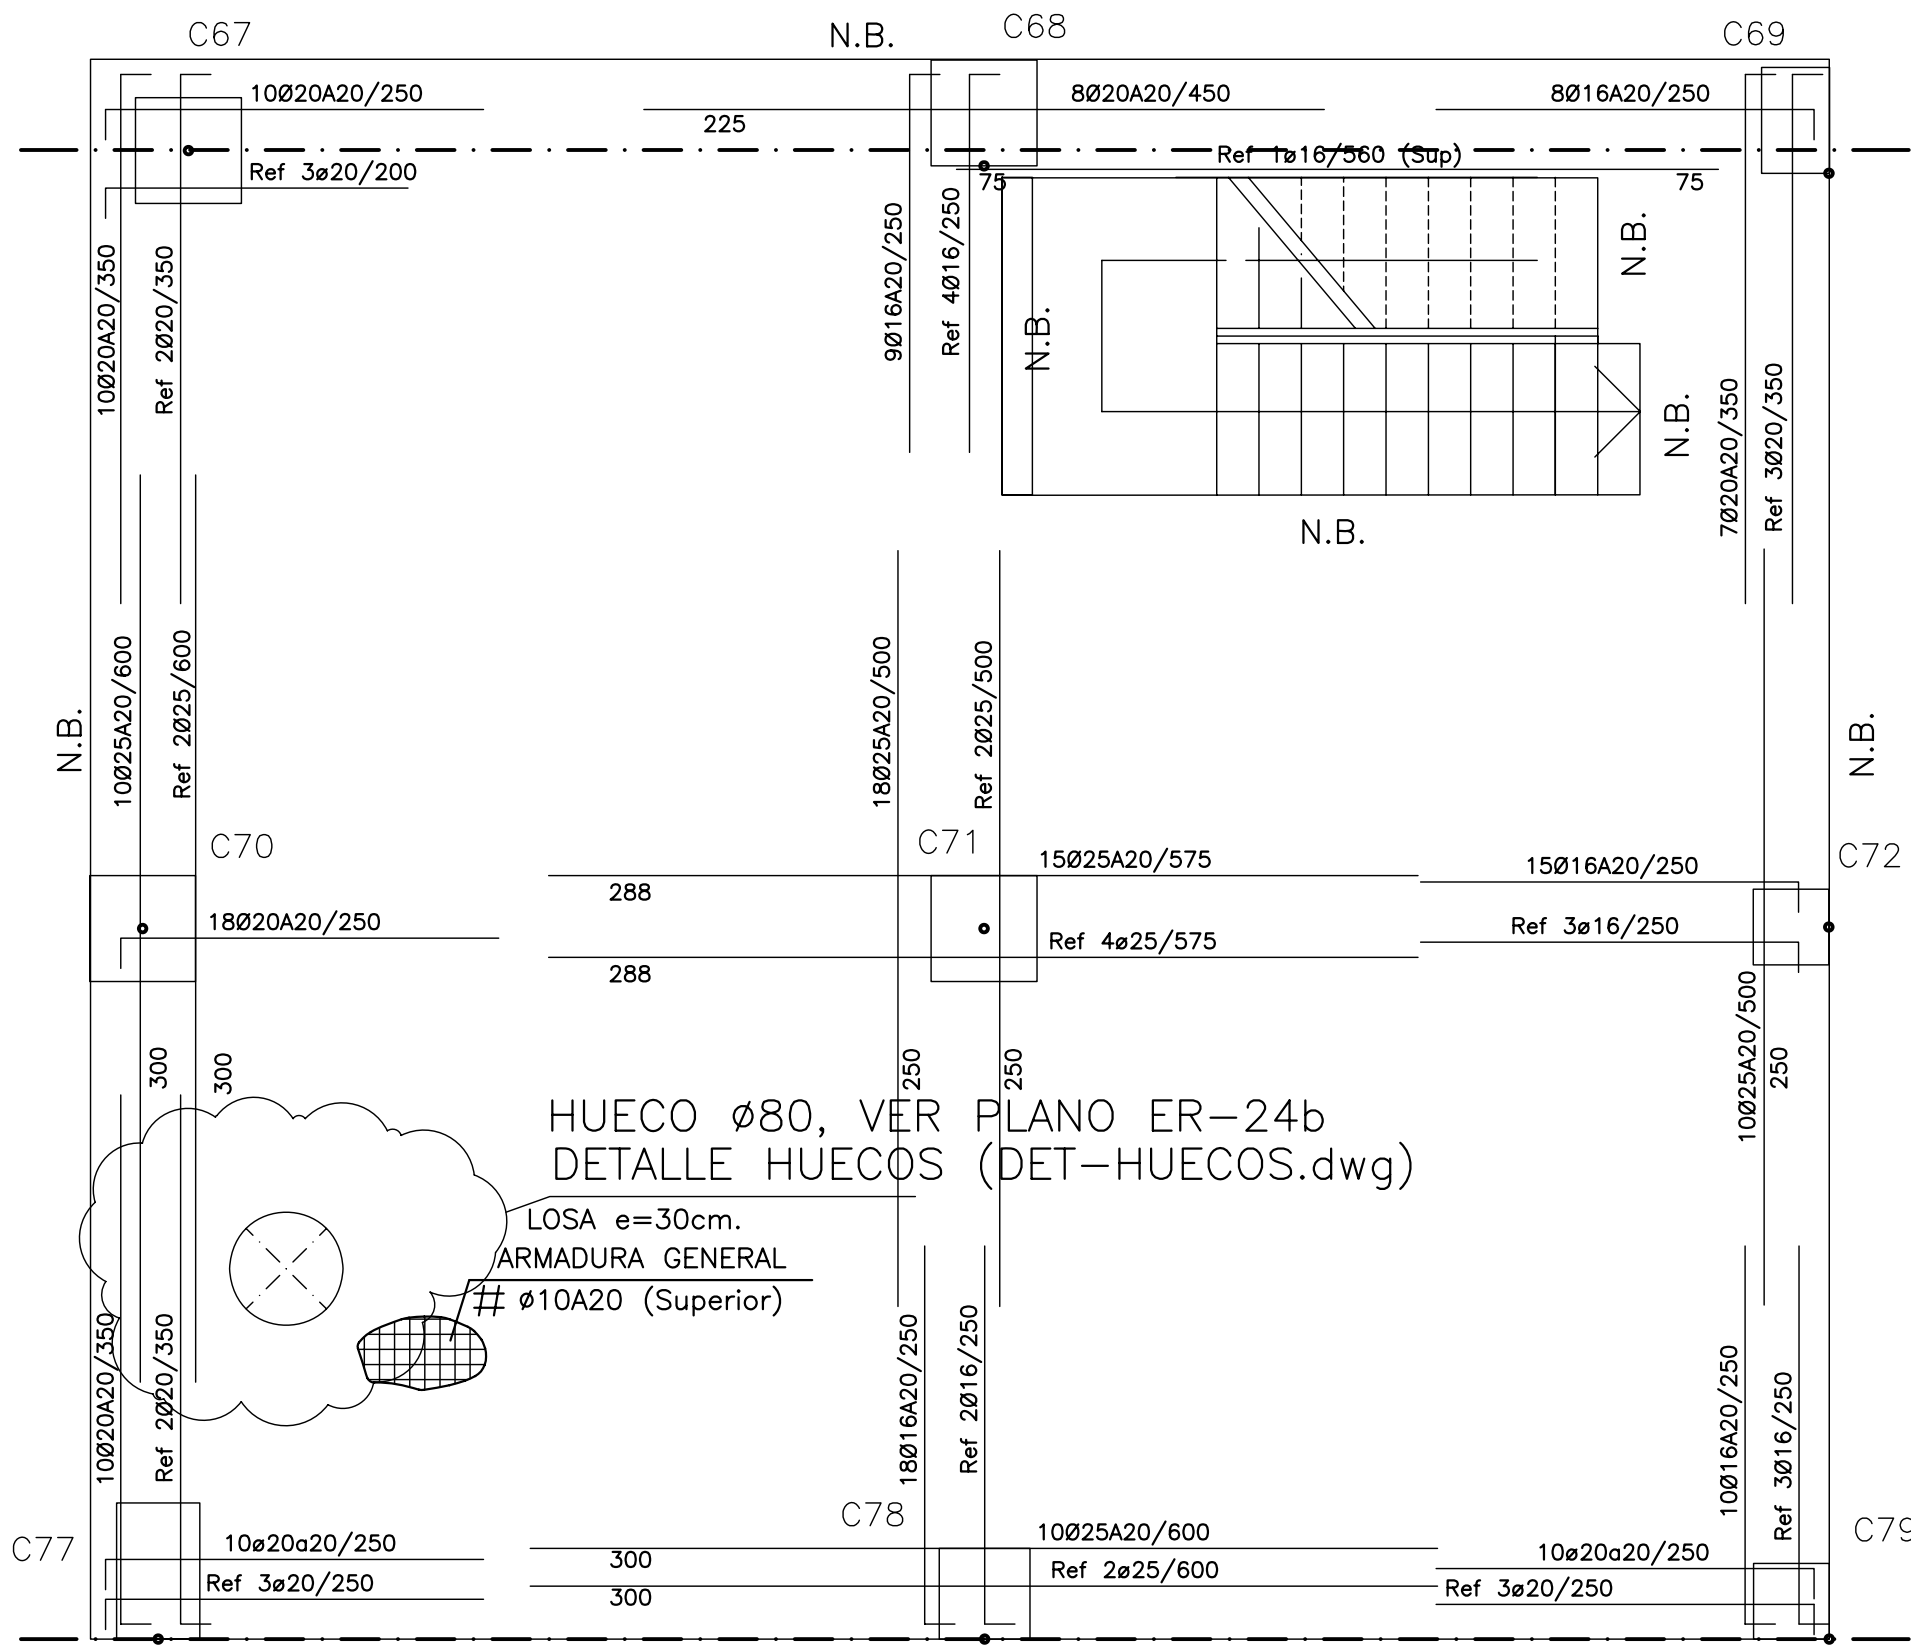 C67
N.B.
C68
C69
10Ø20A20/250
8Ø20A20/450
8Ø16A20/250
225
Ref 1ø16/560 (Sup)
Ref 3ø20/200
75
75
10Ø20A20/350
Ref 2Ø20/350
9Ø16A20/250
Ref 4Ø16/250
N.B.
N.B.
N.B.
7Ø20A20/350
Ref 3Ø20/350
N.B.
10Ø25A20/600
Ref 2Ø25/600
18Ø25A20/500
Ref 2Ø25/500
N.B.
N.B.
C70
C71
C72
15Ø25A20/575
15Ø16A20/250
288
18Ø20A20/250
Ref 4ø25/575
Ref 3ø16/250
288
10Ø25A20/500
250
300
300
250
250
HUECO ø80, VER PLANO ER-24b
DETALLE HUECOS (DET-HUECOS.dwg)
LOSA e=30cm.
ARMADURA GENERAL
# ø10A20 (Superior)
10Ø20A20/350
Ref 2Ø20/350
18Ø16A20/250
Ref 2Ø16/250
10Ø16A20/250
Ref 3Ø16/250
C77
C78
C79
10ø20a20/250
10Ø25A20/600
10ø20a20/250
300
Ref 3ø20/250
Ref 2ø25/600
Ref 3ø20/250
300